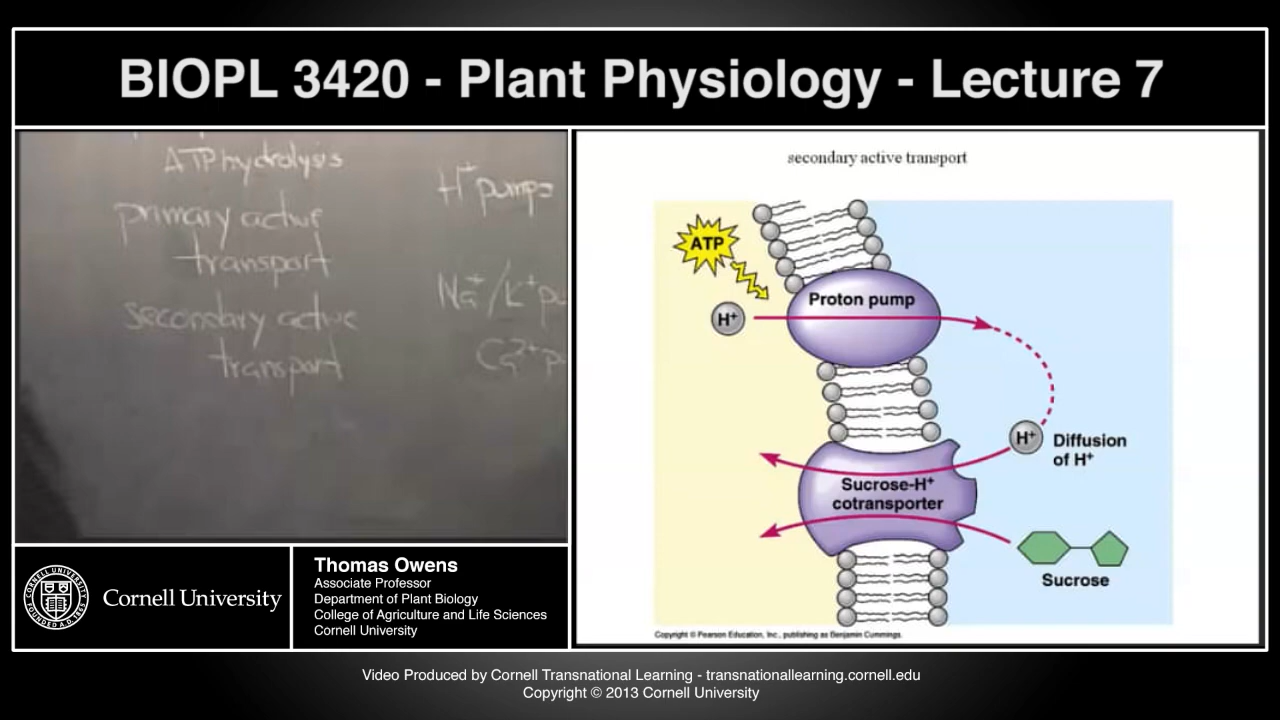 BIOPL 3420 - Plant Physiology - Lecture 7
ATP hydrolysis
H⁺ pumps
primary active
transport
Na⁺/K⁺ pu
secondary active
transport
Ca²⁺ p
secondary active transport
ATP
Proton pump
H⁺
H⁺
Diffusion
of H⁺
Sucrose-H⁺
cotransporter
Sucrose
Copyright © Pearson Education, Inc., publishing as Benjamin Cummings.
Cornell University
Thomas Owens
Associate Professor
Department of Plant Biology
College of Agriculture and Life Sciences
Cornell University
Video Produced by Cornell Transnational Learning - transnationallearning.cornell.edu
Copyright © 2013 Cornell University